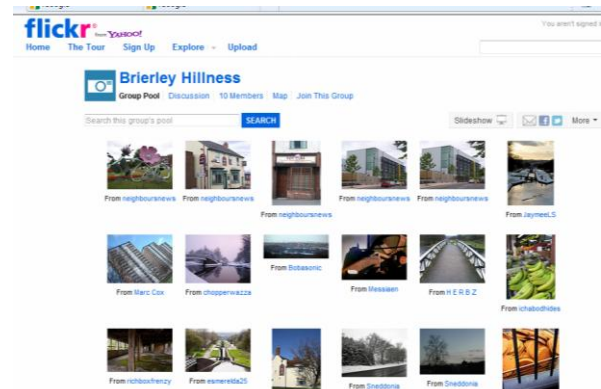 flickr from YAHOO!
You aren't signed in
Home The Tour Sign Up Explore Upload
Brierley Hillness
Group Pool Discussion 10 Members Map Join This Group
Search this group's pool SEARCH Slideshow More
From neighboursnews From neighboursnews From neighboursnews From neighboursnews From neighboursnews From JaymeeLS
From Marc Cox From chopperwazza From Bobasonic From Messiaen From H E R B Z From ichabodhides
From richboxfrenzy From esmerelda25 From Sneddonia From Sneddonia